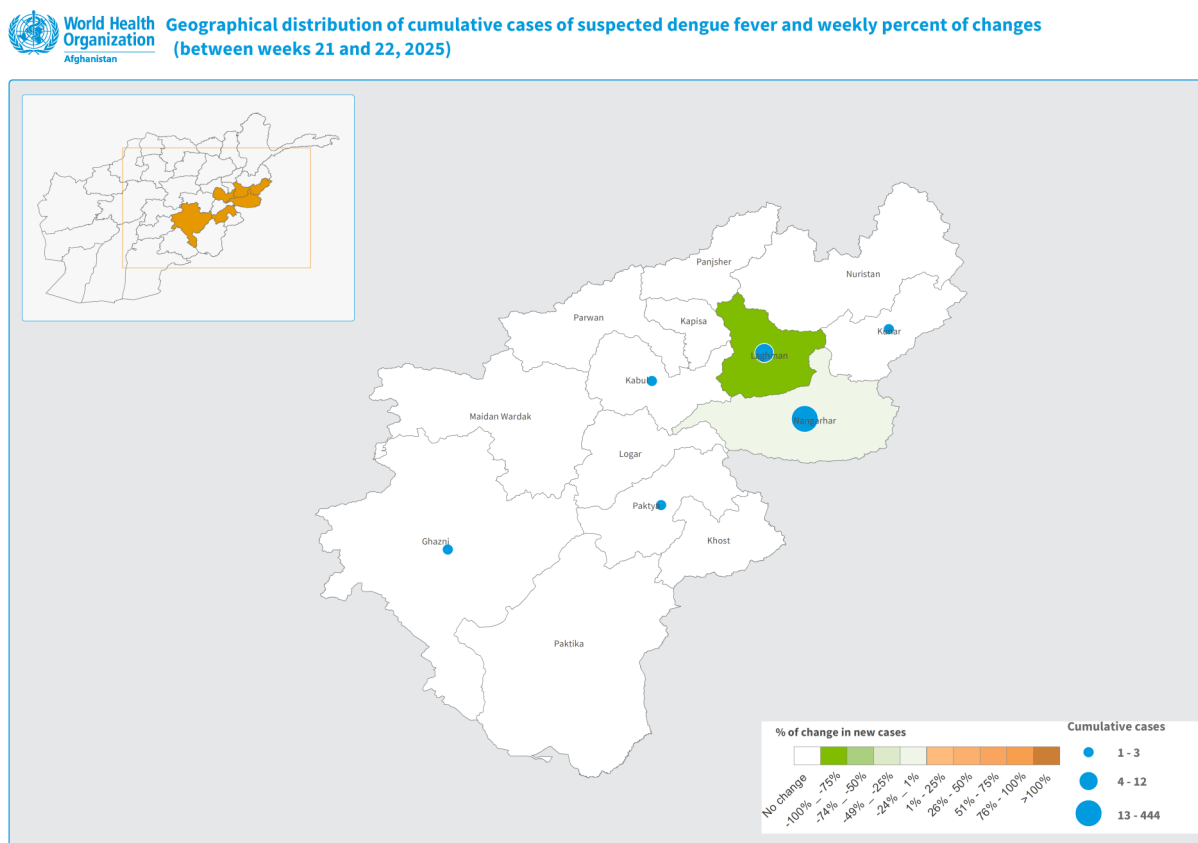 World Health
Organization
Afghanistan
Geographical distribution of cumulative cases of suspected dengue fever and weekly percent of changes
(between weeks 21 and 22, 2025)
Panjsher
Nuristan
Parwan
Kapisa
Kunar
Laghman
Kabul
Maidan Wardak
Nangarhar
Logar
Paktya
Ghazni
Khost
Paktika
% of change in new cases
No change
-100% – -75%
-74% – -50%
-49% – -25%
-24% – 1%
1% - 25%
26% - 50%
51% - 75%
76% - 100%
>100%
Cumulative cases
1 - 3
4 - 12
13 - 444